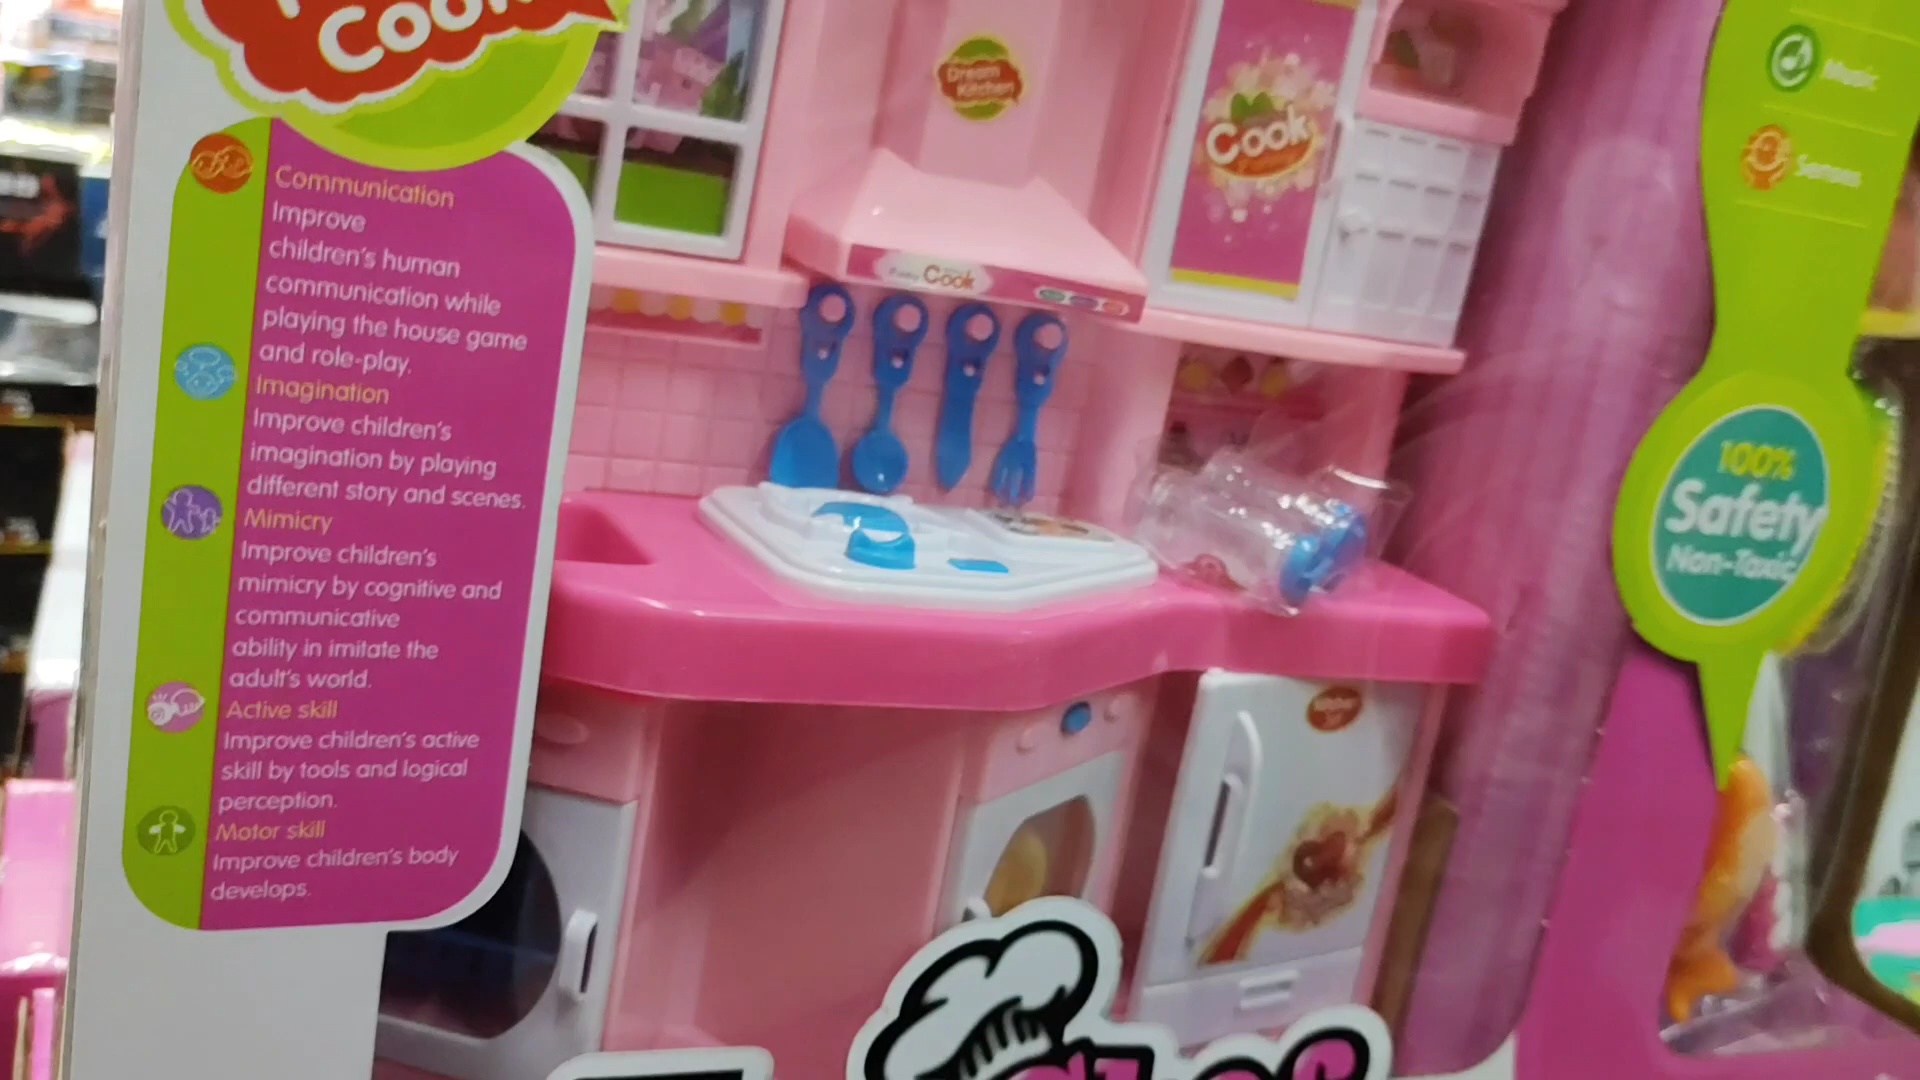 Cook
Communication
Improve
children's human
communication while
playing the house game
and role-play.
Imagination
Improve children's
imagination by playing
different story and scenes.
Mimicry
Improve children's
mimicry by cognitive and
communicative
ability in imitate the
adult's world.
Active skill
Improve children's active
skill by tools and logical
perception.
Motor skill
Improve children's body
develops.
Dream
Kitchen
Cook
Cook
Music
Senses
100%
Safety
Non-Toxic